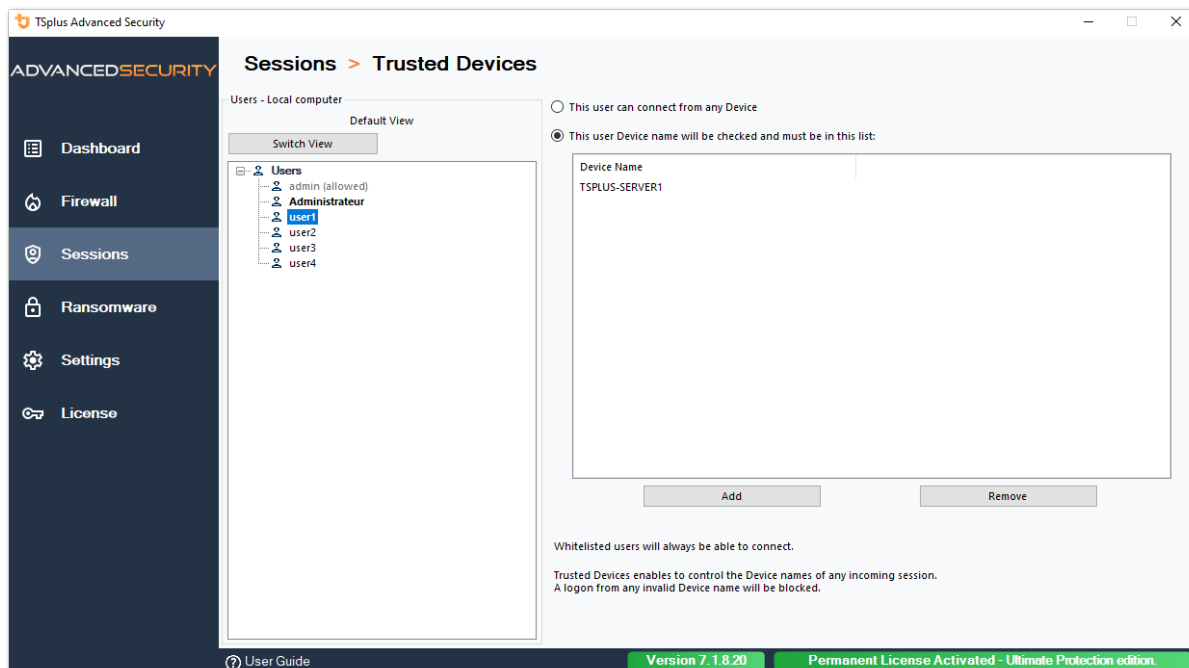 TSplus Advanced Security
ADVANCEDSECURITY
Dashboard
Firewall
Sessions
Ransomware
Settings
License
Sessions > Trusted Devices
Users - Local computer
Default View
Switch View
Users
admin (allowed)
Administrateur
user1
user2
user3
user4
This user can connect from any Device
This user Device name will be checked and must be in this list:
Device Name
TSPLUS-SERVER1
Add
Remove
Whitelisted users will always be able to connect.
Trusted Devices enables to control the Device names of any incoming session.
A logon from any invalid Device name will be blocked.
User Guide
Version 7.1.8.20
Permanent License Activated - Ultimate Protection edition.